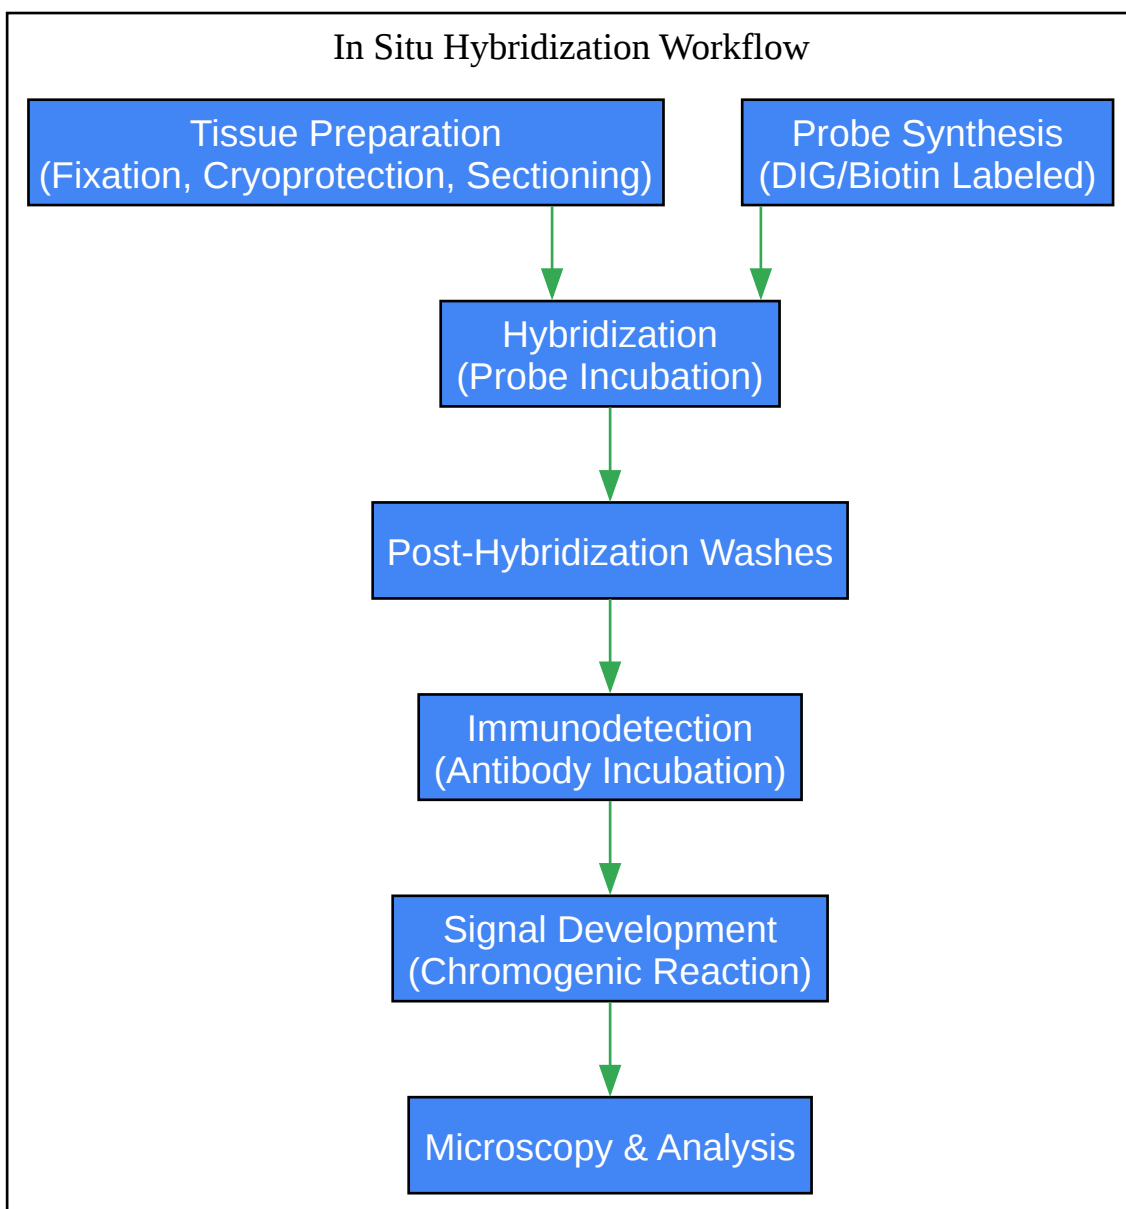 In Situ Hybridization Workflow
Tissue Preparation
(Fixation, Cryoprotection, Sectioning)
Probe Synthesis
(DIG/Biotin Labeled)
Hybridization
(Probe Incubation)
Post-Hybridization Washes
Immunodetection
(Antibody Incubation)
Signal Development
(Chromogenic Reaction)
Microscopy & Analysis